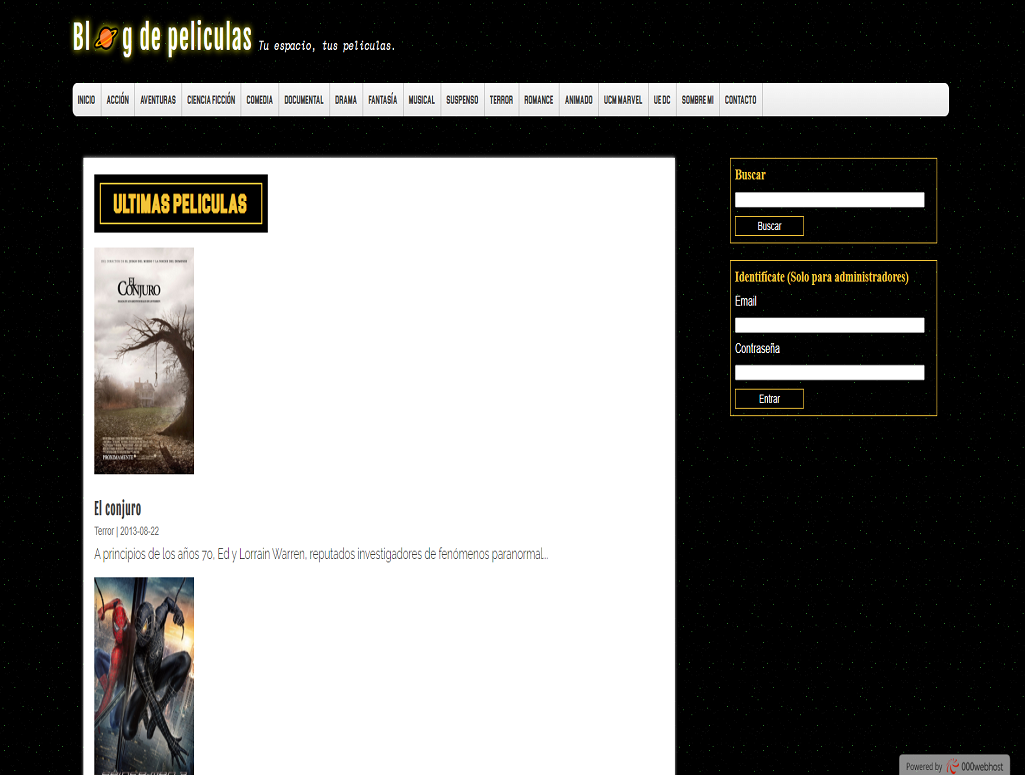 Bl g de peliculas Tu espacio, tus peliculas.
INICIO ACCIÓN AVENTURAS CIENCIA FICCIÓN COMEDIA DOCUMENTAL DRAMA FANTASÍA MUSICAL SUSPENSO TERROR ROMANCE ANIMADO UCM MARVEL UE DC SOMBRE MI CONTACTO
ULTIMAS PELICULAS
EL CONJURO
PRÓXIMAMENTE
El conjuro
Terror | 2013-08-22
A principios de los años 70, Ed y Lorrain Warren, reputados investigadores de fenómenos paranormal...
Buscar
Buscar
Identifícate (Solo para administradores)
Email
Contraseña
Entrar
Powered by 000webhost